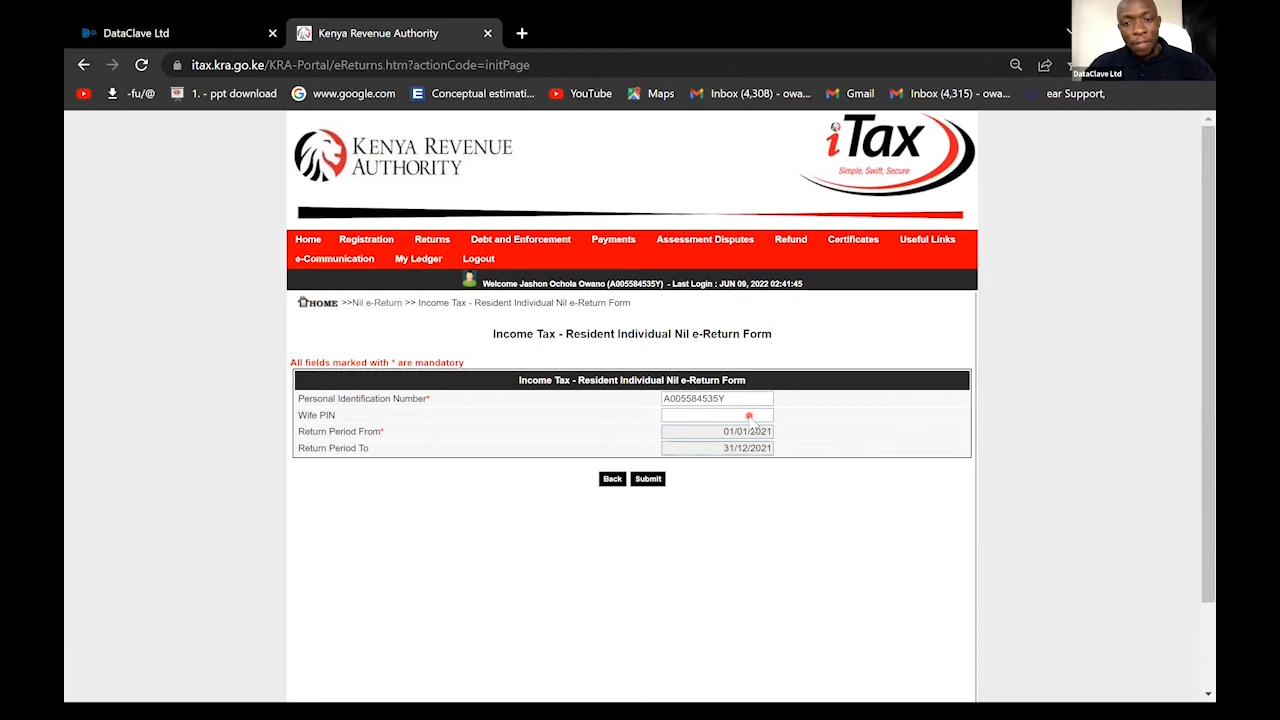 DataClave Ltd
Kenya Revenue Authority
itax.kra.go.ke/KRA-Portal/eReturns.htm?actionCode=initPage
DataClave Ltd
-fu/@ 1. - ppt download www.google.com Conceptual estimati... YouTube Maps Inbox (4,308) - owa... Gmail Inbox (4,315) - owa... ear Support,
KENYA REVENUE
AUTHORITY
iTax
Simple, Swift, Secure
Home Registration Returns Debt and Enforcement Payments Assessment Disputes Refund Certificates Useful Links
e-Communication My Ledger Logout
Welcome Jashon Ochola Owano (A005584535Y) - Last Login : JUN 09, 2022 02:41:45
HOME >>Nil e-Return >> Income Tax - Resident Individual Nil e-Return Form
Income Tax - Resident Individual Nil e-Return Form
All fields marked with * are mandatory
Income Tax - Resident Individual Nil e-Return Form
Personal Identification Number* A005584535Y
Wife PIN
Return Period From* 01/01/2021
Return Period To 31/12/2021
Back Submit